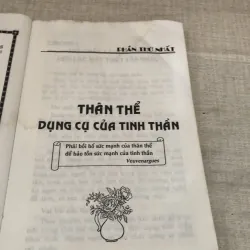 PHẦN THỨ NHẤT
THÂN THỂ
DỤNG CỤ CỦA TINH THẦN
Phải bồi bổ sức mạnh của thân thể
để bảo tồn sức mạnh của tinh thần
Vauvenargues